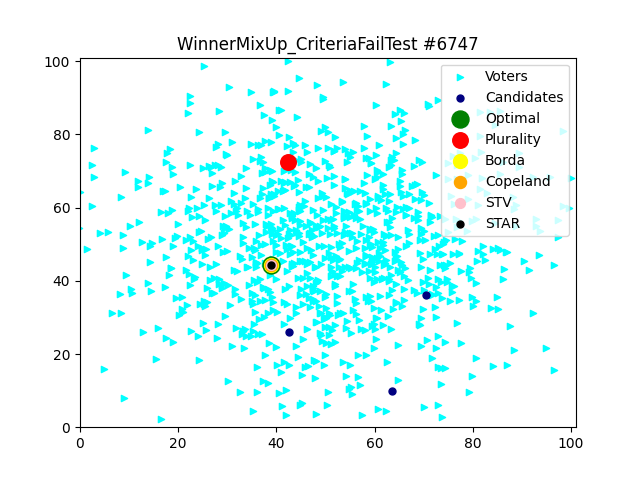 WinnerMixUp_CriteriaFailTest #6747
100
80
60
40
20
0
0
20
40
60
80
100
Voters
Candidates
Optimal
Plurality
Borda
Copeland
STV
STAR